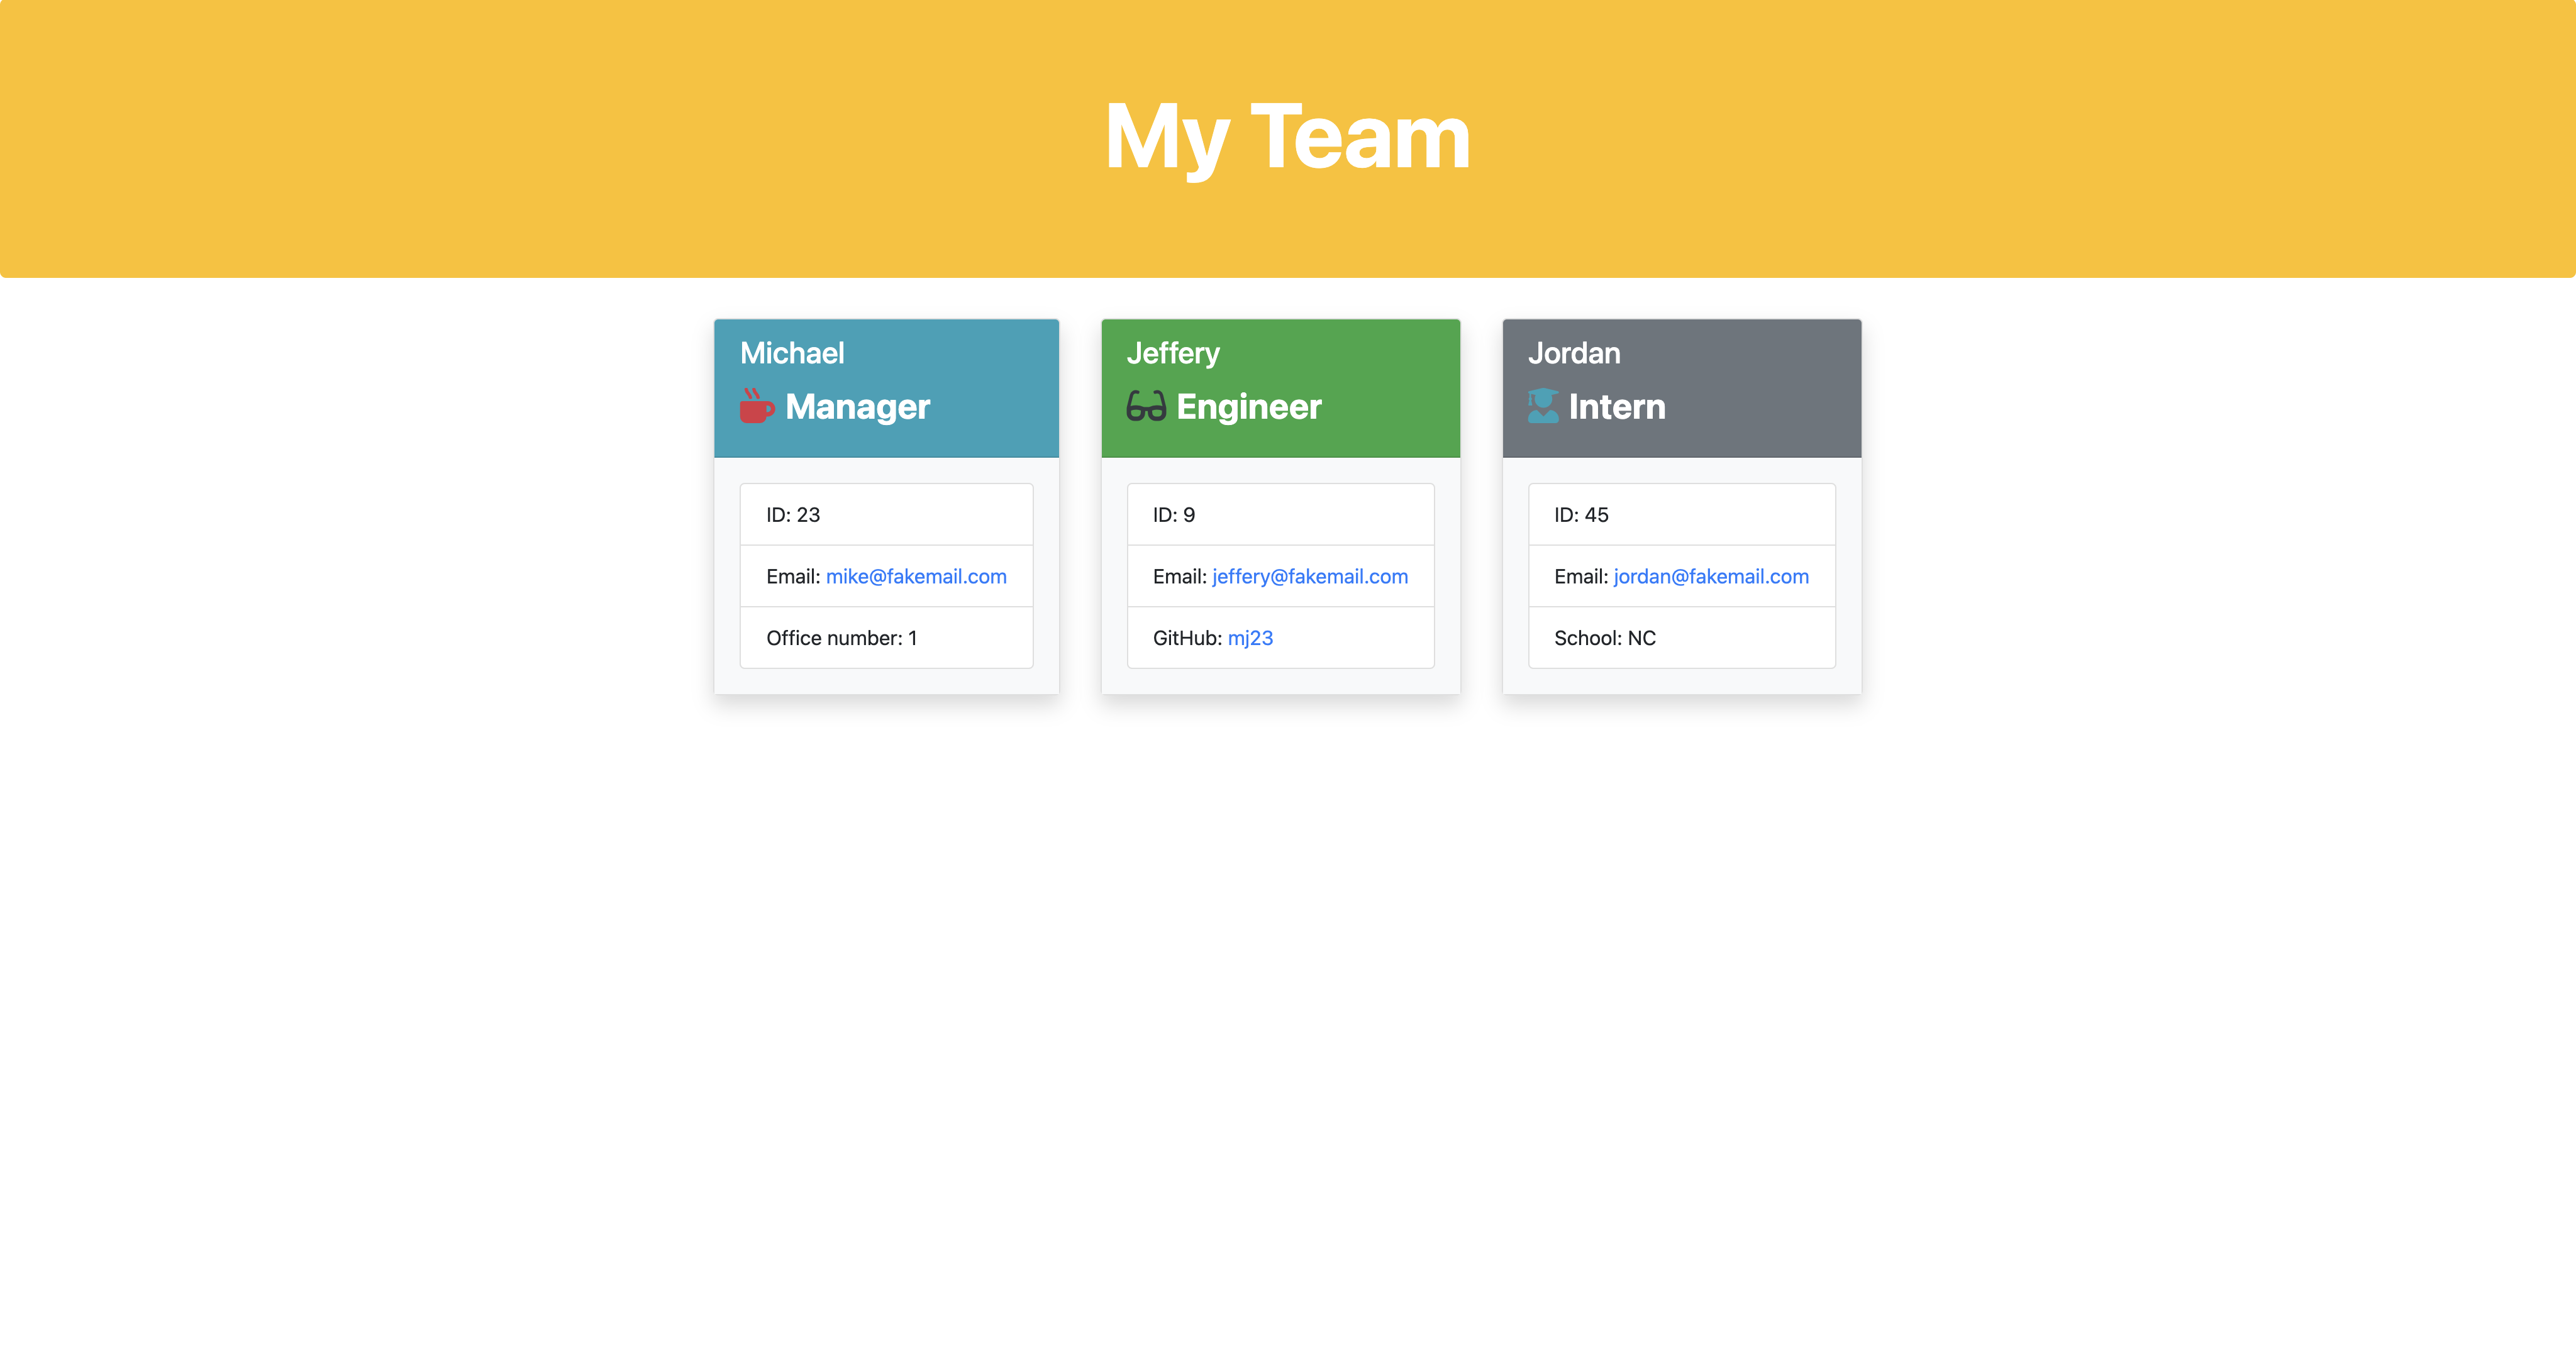 My Team
Michael
Manager
ID: 23
Email: mike@fakemail.com
Office number: 1
Jeffery
Engineer
ID: 9
Email: jeffery@fakemail.com
GitHub: mj23
Jordan
Intern
ID: 45
Email: jordan@fakemail.com
School: NC